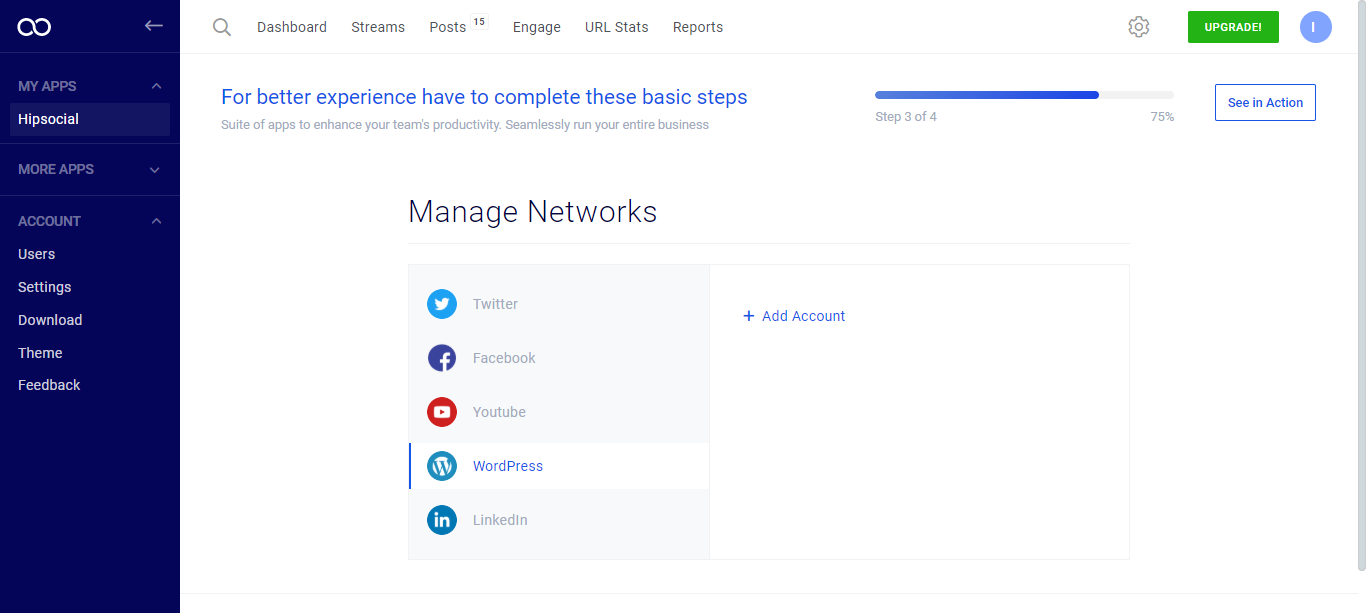 Dashboard Streams Posts 15 Engage URL Stats Reports UPGRADE! I
MY APPS
Hipsocial
MORE APPS
ACCOUNT
Users
Settings
Download
Theme
Feedback
For better experience have to complete these basic steps
Suite of apps to enhance your team's productivity. Seamlessly run your entire business
Step 3 of 4 75%
See in Action
Manage Networks
Twitter
Facebook
Youtube
WordPress
LinkedIn
+ Add Account